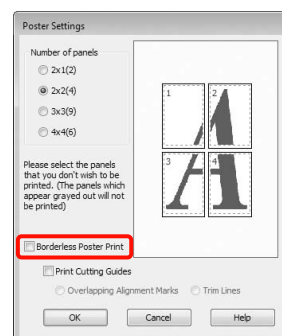 Poster Settings
Number of panels
2x1(2)
2x2(4)
3x3(9)
4x4(6)
1 2
3 4
Please select the panels
that you don't wish to be
printed. (The panels which
appear grayed out will not
be printed)
Borderless Poster Print
Print Cutting Guides
Overlapping Alignment Marks Trim Lines
OK Cancel Help